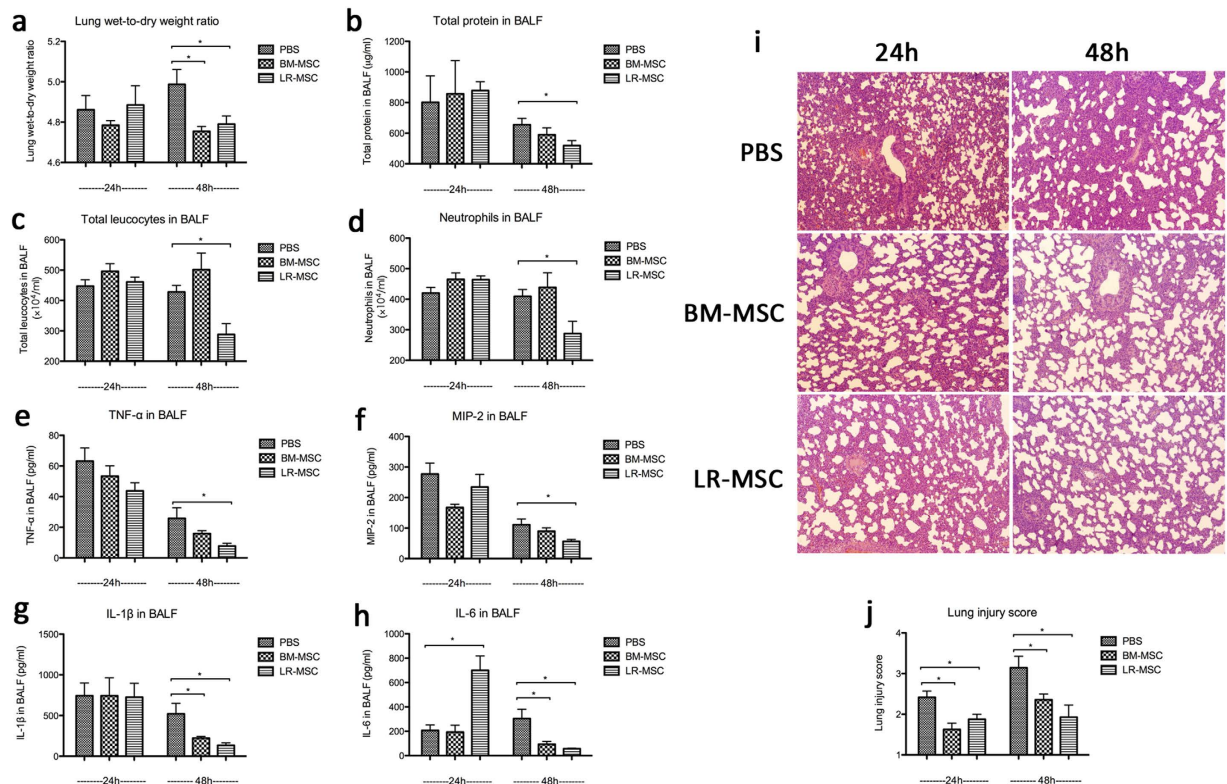 a
Lung wet-to-dry weight ratio
Lung wet-to-dry weight ratio
5.2
5.0
4.8
4.6
*
*
PBS
BM-MSC
LR-MSC
--------24h-------- -------- 48h--------
b
Total protein in BALF
Total protein in BALF (ug/ml)
1000
800
600
400
*
PBS
BM-MSC
LR-MSC
--------24h-------- -------- 48h--------
c
Total leucocytes in BALF
Total leucocytes in BALF
(×10⁴/ml)
600
500
400
300
200
*
PBS
BM-MSC
LR-MSC
--------24h-------- -------- 48h--------
d
Neutrophils in BALF
Neutrophils in BALF
(×10⁴/ml)
600
500
400
300
200
*
PBS
BM-MSC
LR-MSC
--------24h-------- -------- 48h--------
e
TNF-α in BALF
TNF-α in BALF (pg/ml)
80
60
40
20
0
*
PBS
BM-MSC
LR-MSC
--------24h-------- -------- 48h--------
f
MIP-2 in BALF
MIP-2 in BALF (pg/ml)
400
300
200
100
0
*
PBS
BM-MSC
LR-MSC
--------24h-------- -------- 48h--------
g
IL-1β in BALF
IL-1β in BALF (pg/ml)
1500
1000
500
0
*
*
PBS
BM-MSC
LR-MSC
--------24h-------- -------- 48h--------
h
IL-6 in BALF
IL-6 in BALF (pg/ml)
1000
800
600
400
200
0
*
*
*
PBS
BM-MSC
LR-MSC
--------24h-------- -------- 48h--------
i
24h 48h
PBS
BM-MSC
LR-MSC
j
Lung injury score
Lung injury score
4
3
2
1
*
*
*
*
PBS
BM-MSC
LR-MSC
--------24h-------- -------- 48h--------